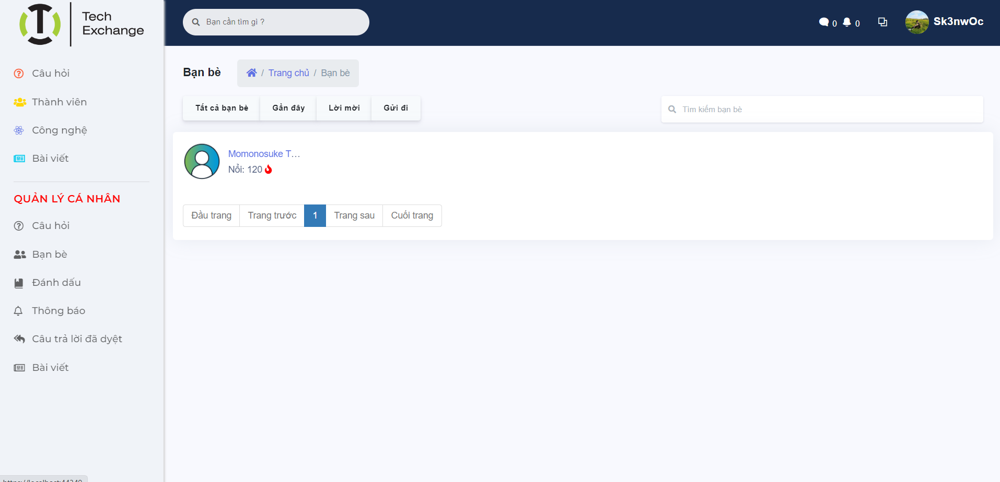 Tech
Exchange
Bạn cần tìm gì ?
0
0
Sk3nwOc
Câu hỏi
Thành viên
Công nghệ
Bài viết
QUẢN LÝ CÁ NHÂN
Câu hỏi
Bạn bè
Đánh dấu
Thông báo
Câu trả lời đã dyệt
Bài viết
Bạn bè
/ Trang chủ / Bạn bè
Tất cả bạn bè
Gần đây
Lời mời
Gửi đi
Tìm kiếm bạn bè
Momonosuke T...
Nổi: 120
Đầu trang
Trang trước
1
Trang sau
Cuối trang
https://localhost:44340